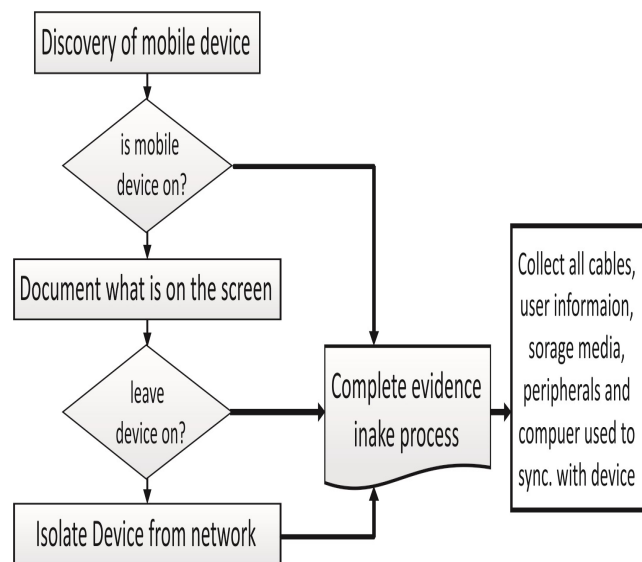 Discovery of mobile device
is mobile
device on?
Document what is on the screen
leave
device on?
Isolate Device from network
Complete evidence
inake process
Collect all cables,
user informaion,
sorage media,
peripherals and
compuer used to
sync. with device